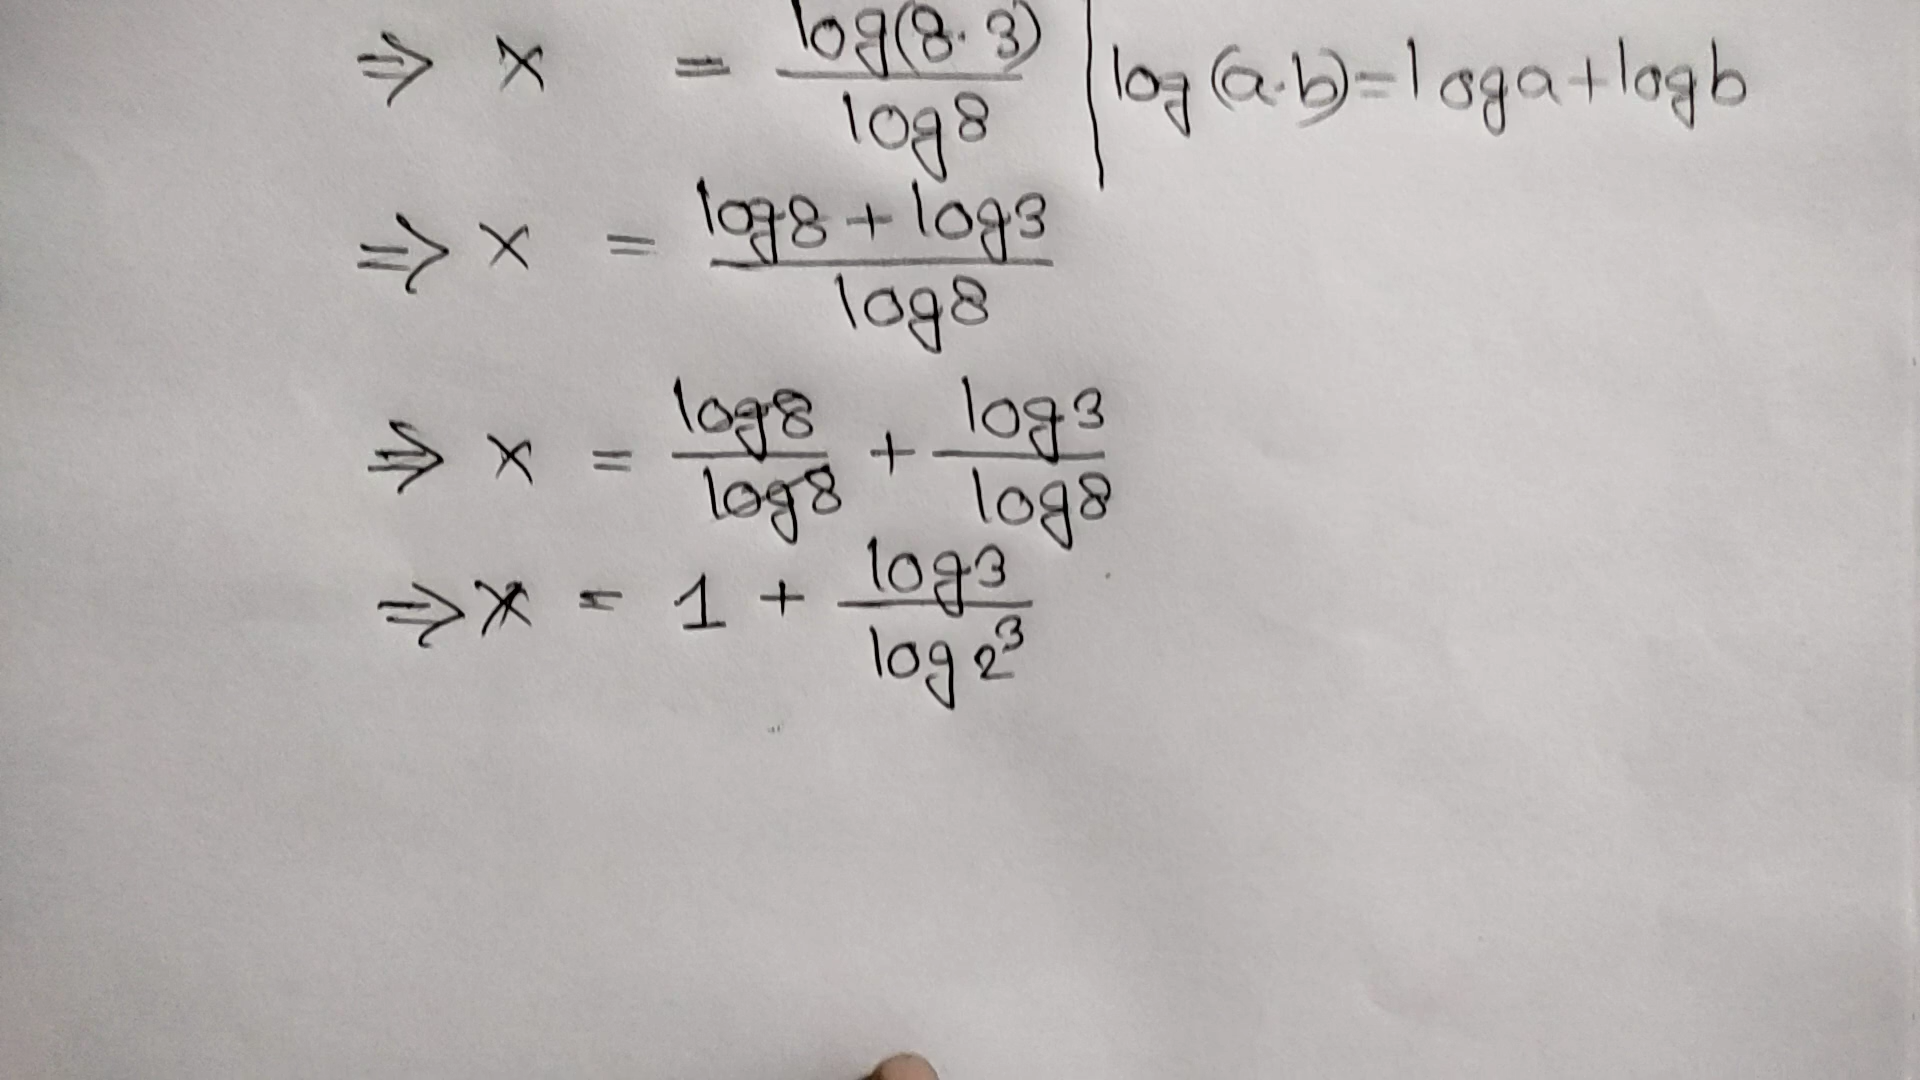 ⇒ x = log(8·3) / log8 | log(a·b)=loga+logb
⇒ x = log8 + log3 / log8
⇒ x = log8 / log8 + log3 / log8
⇒ x = 1 + log3 / log2³